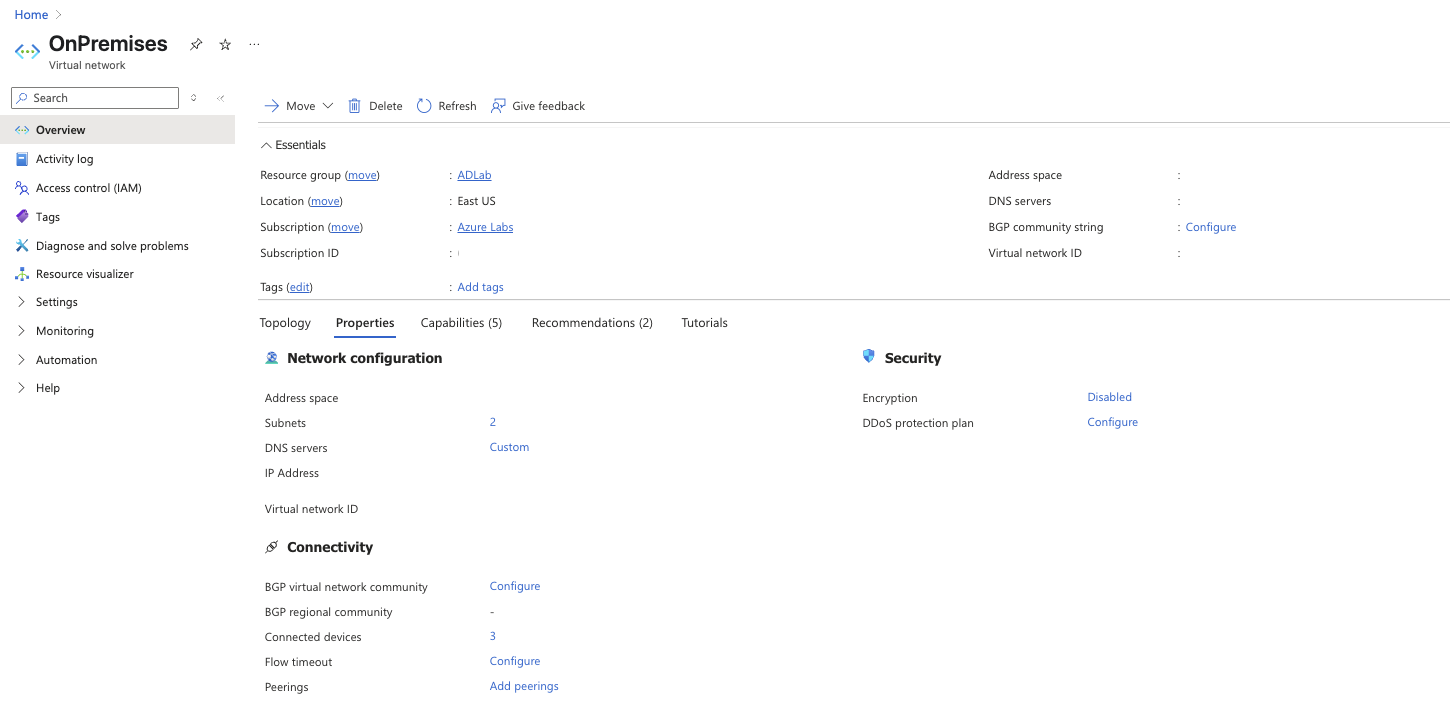 Home
OnPremises
Virtual network
Search
Overview
Activity log
Access control (IAM)
Tags
Diagnose and solve problems
Resource visualizer
Settings
Monitoring
Automation
Help
Move Delete Refresh Give feedback
Essentials
Resource group (move) : ADLab
Location (move) : East US
Subscription (move) : Azure Labs
Subscription ID :
Tags (edit) : Add tags
Address space :
DNS servers :
BGP community string : Configure
Virtual network ID :
Topology Properties Capabilities (5) Recommendations (2) Tutorials
Network configuration
Address space
Subnets 2
DNS servers Custom
IP Address
Virtual network ID
Connectivity
BGP virtual network community Configure
BGP regional community -
Connected devices 3
Flow timeout Configure
Peerings Add peerings
Security
Encryption Disabled
DDoS protection plan Configure